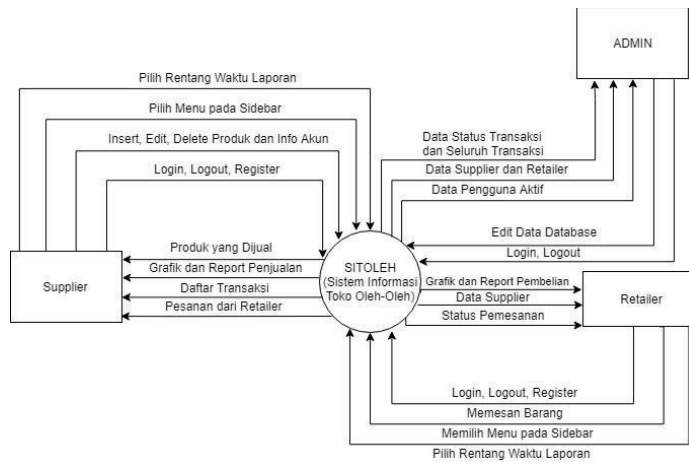 ADMIN
Pilih Rentang Waktu Laporan
Pilih Menu pada Sidebar
Insert, Edit, Delete Produk dan Info Akun
Login, Logout, Register
Data Status Transaksi
dan Seluruh Transaksi
Data Supplier dan Retailer
Data Pengguna Aktif
Edit Data Database
Login, Logout
Supplier
Produk yang Dijual
Grafik dan Report Penjualan
Daftar Transaksi
Pesanan dari Retailer
SITOLEH
(Sistem Informasi
Toko Oleh-Oleh)
Grafik dan Report Pembelian
Data Supplier
Status Pemesanan
Retailer
Login, Logout, Register
Memesan Barang
Memilih Menu pada Sidebar
Pilih Rentang Waktu Laporan